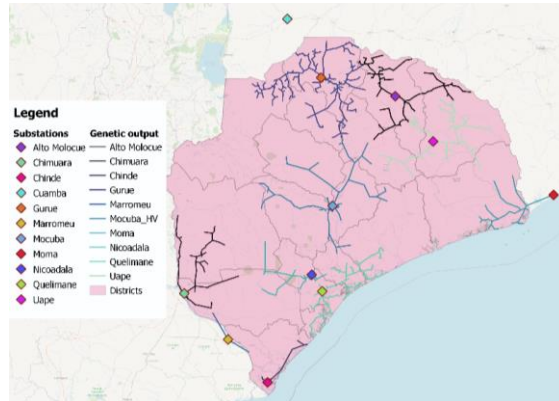 Legend
Substations Genetic output
Alto Molocue Alto Molocue
Chimuara Chimuara
Chinde Chinde
Cuamba Gurue
Gurue Marromeu
Marromeu Mocuba_HV
Mocuba Moma
Moma Nicoadala
Nicoadala Quelimane
Quelimane Uape
Uape Districts